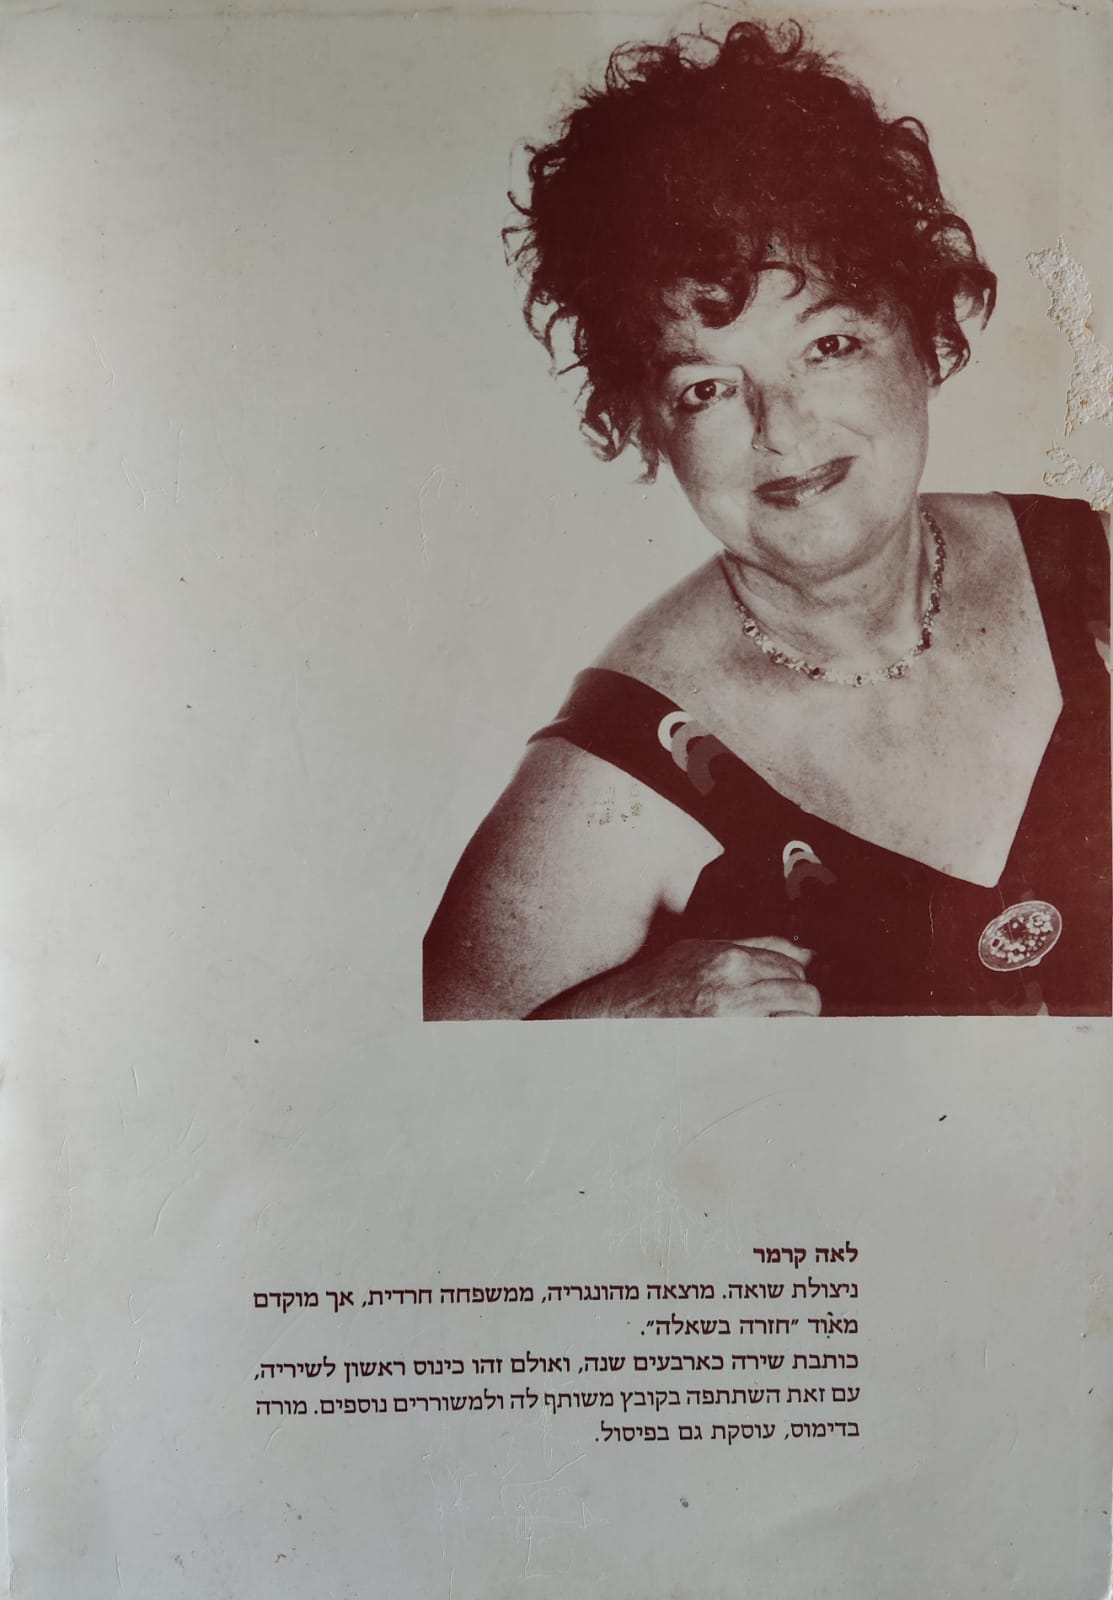 לאה קרמר
ניצולת שואה. מוצאה מהונגריה, ממשפחה חרדית, אך מוקדם
מאוד "חזרה בשאלה".
כותבת שירה כארבעים שנה, ואולם זהו כינוס ראשון לשיריה,
עם זאת השתתפה בקובץ משותף לה ולמשוררים נוספים. מורה
בדימוס, עוסקת גם בפיסול.